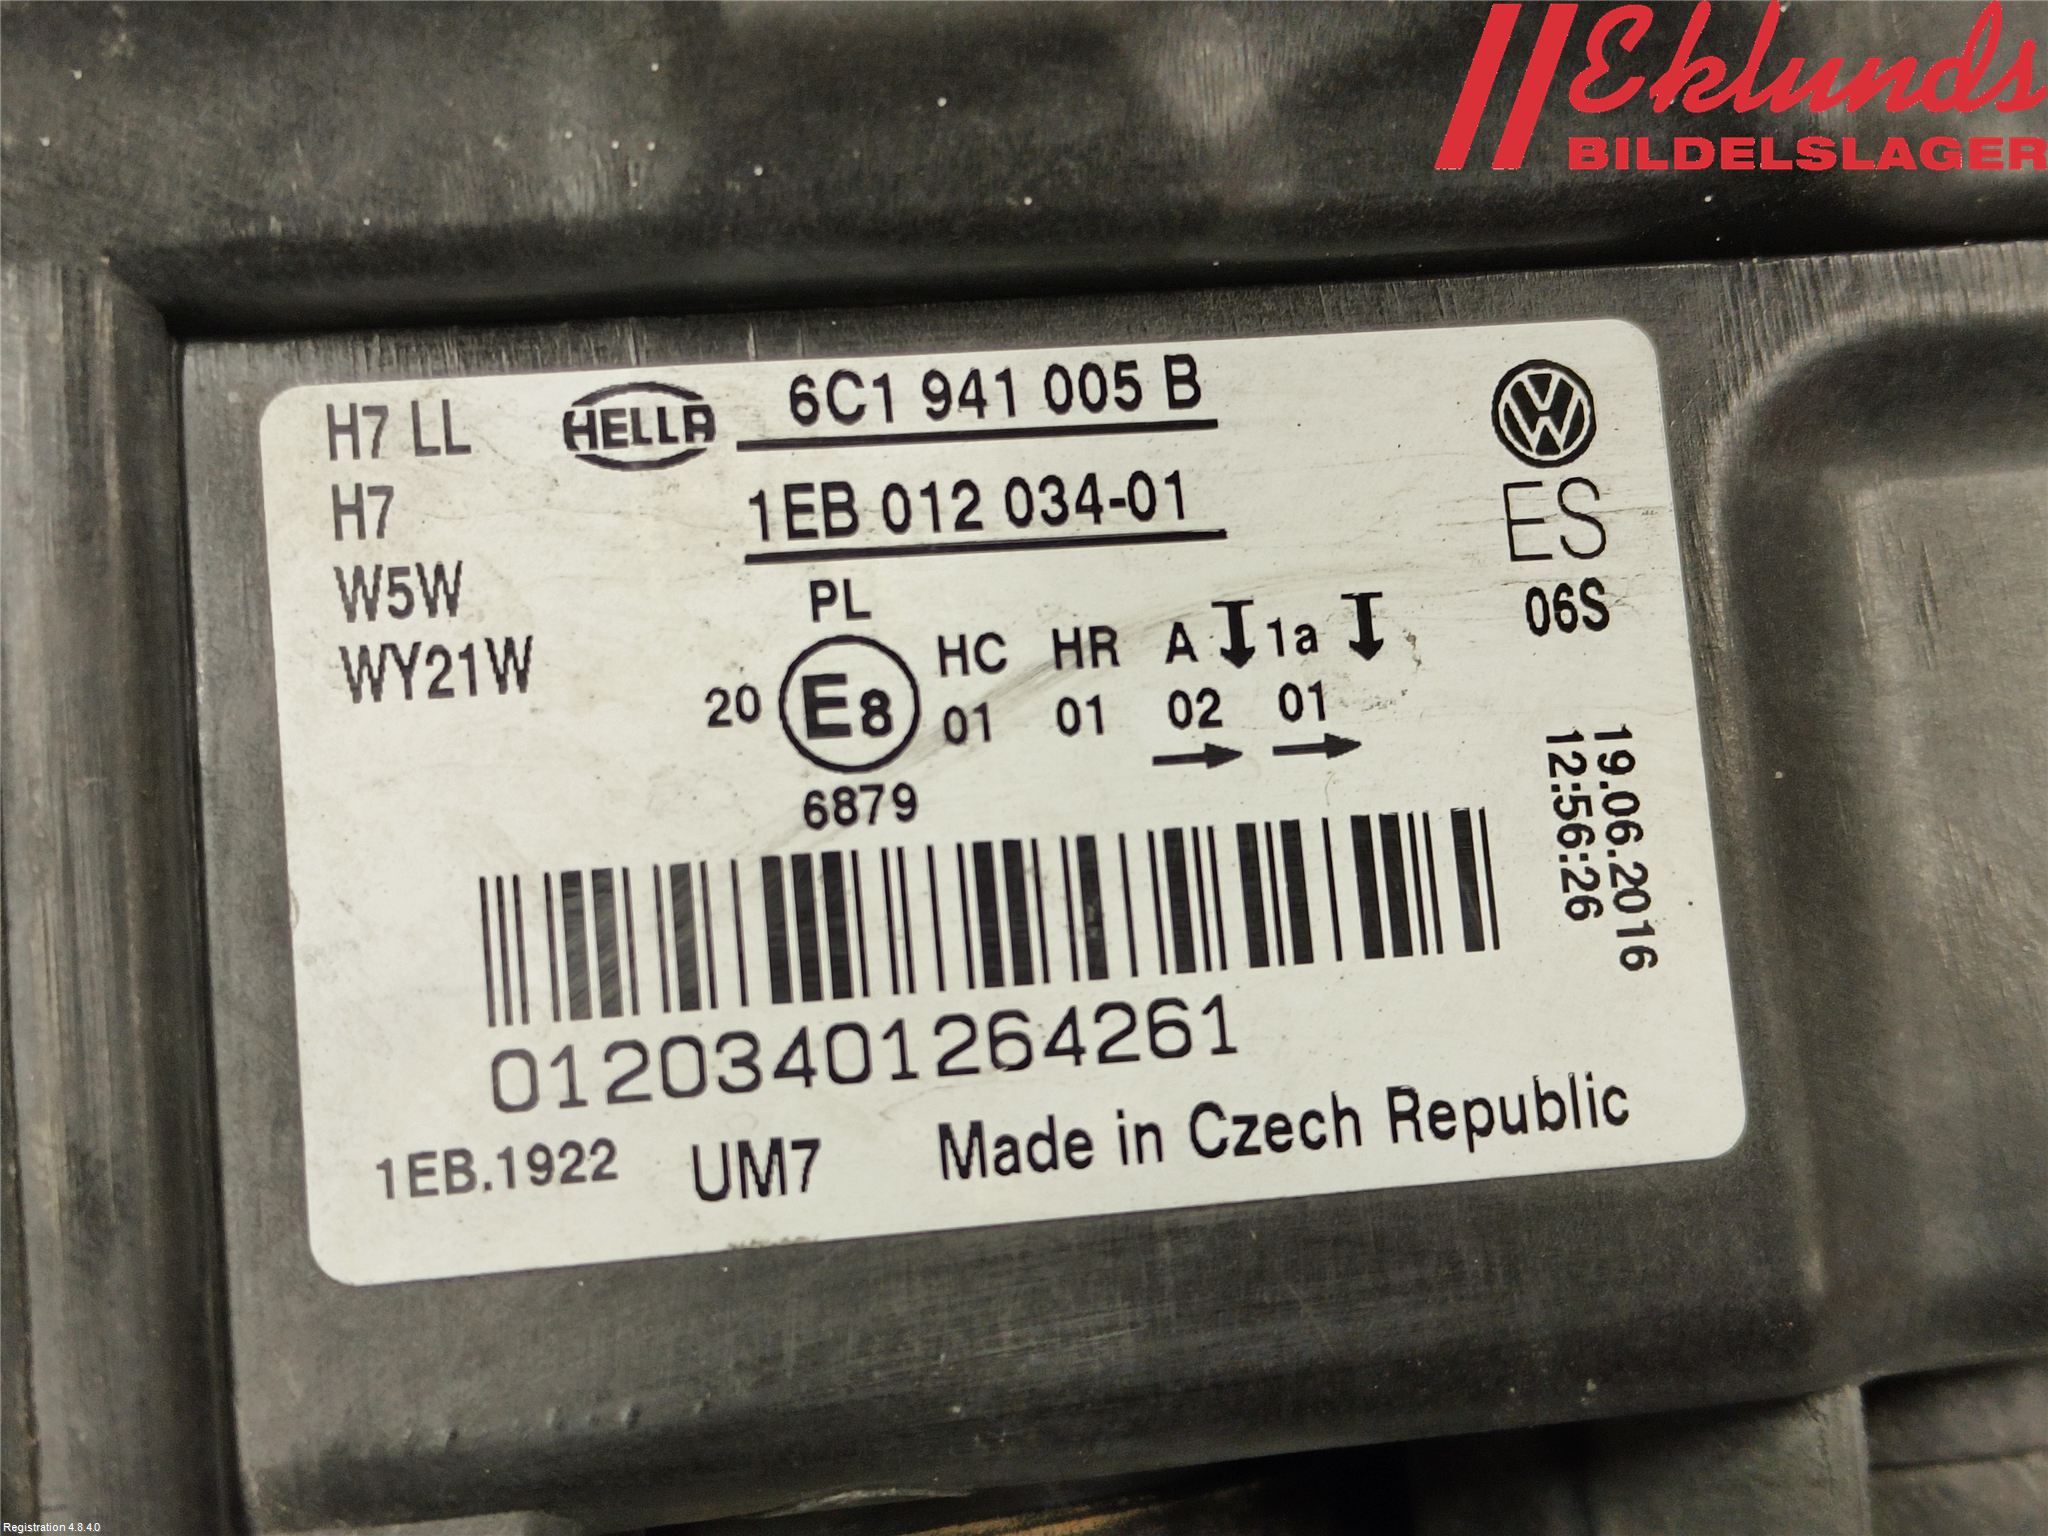 Eklunds
BILDELSLAGER
H7 LL
HELLA
6C1 941 005 B
H7
1EB 012 034-01
ES
W5W
PL
06S
WY21W
HC HR A 1a
20 E8 01 01 02 01
6879
19.06.2016
12:56:26
01203401264261
1EB.1922 UM7 Made in Czech Republic
Registration 4.8.4.0